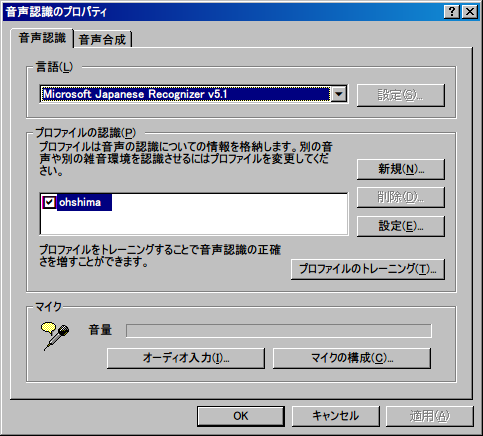 音声認識のプロパティ
音声認識 音声合成
言語(L)
Microsoft Japanese Recognizer v5.1
設定(S)...
プロファイルの認識(P)
プロファイルは音声の認識についての情報を格納します。別の音
声や別の雑音環境を認識させるにはプロファイルを変更してくだ
さい。
新規(N)...
削除(D)...
設定(E)...
ohshima
プロファイルをトレーニングすることで音声認識の正確
さを増すことができます。
プロファイルのトレーニング(T)...
マイク
音量
オーディオ入力(I)...
マイクの構成(C)...
OK
キャンセル
適用(A)